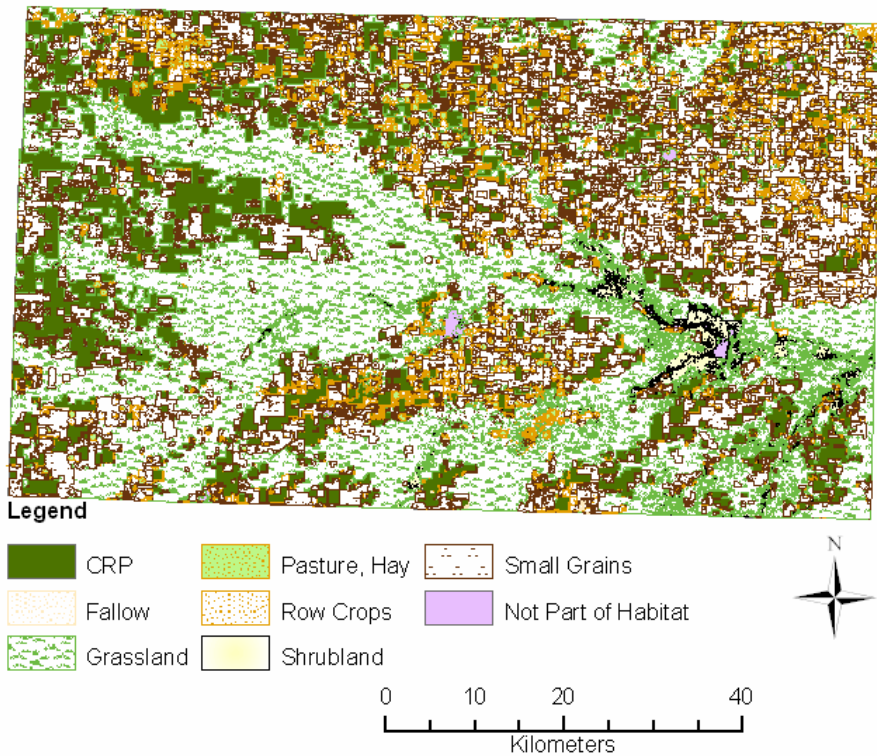 Legend
CRP
Pasture, Hay
Small Grains
Fallow
Row Crops
Not Part of Habitat
Grassland
Shrubland
N
0 10 20 40
Kilometers